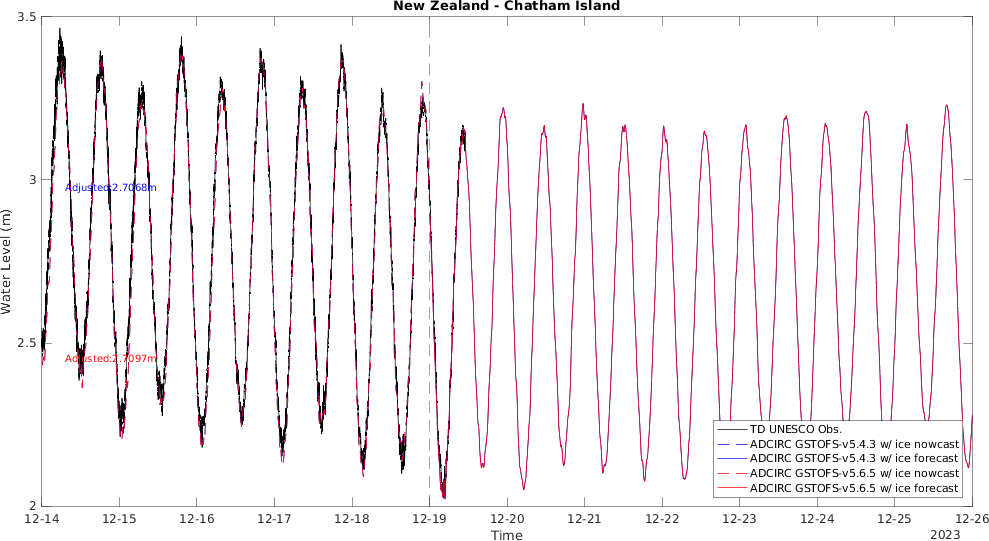 New Zealand - Chatham Island
3.5
3
2.5
2
Water Level (m)
Adjusted:2.7068m
Adjusted:2.7097m
TD UNESCO Obs.
ADCIRC GSTOFS-v5.4.3 w/ ice nowcast
ADCIRC GSTOFS-v5.4.3 w/ ice forecast
ADCIRC GSTOFS-v5.6.5 w/ ice nowcast
ADCIRC GSTOFS-v5.6.5 w/ ice forecast
12-14 12-15 12-16 12-17 12-18 12-19 12-20 12-21 12-22 12-23 12-24 12-25 12-26
Time
2023